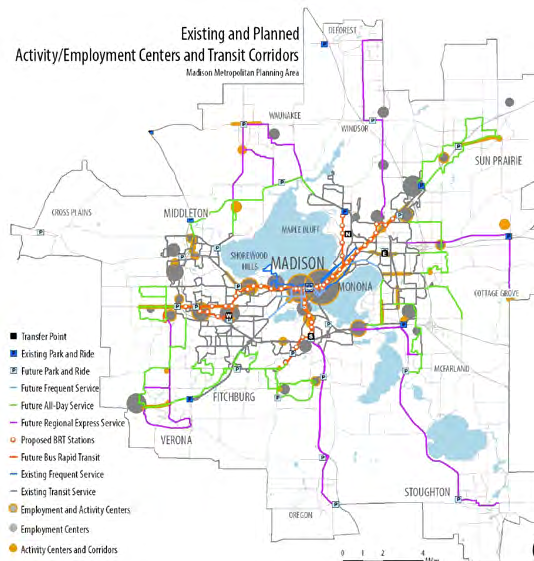 Existing and Planned
Activity/Employment Centers and Transit Corridors
Madison Metropolitan Planning Area
DEFOREST
WAUNAKEE
WINDSOR
SUN PRAIRIE
CROSS PLAINS
MIDDLETON
MAPLE BLUFF
SHOREWOOD
HILLS
MADISON
MONONA
COTTAGE GROVE
MCFARLAND
FITCHBURG
VERONA
STOUGHTON
OREGON
Transfer Point
Existing Park and Ride
Future Park and Ride
Future Frequent Service
Future All-Day Service
Future Regional Express Service
Proposed BRT Stations
Future Bus Rapid Transit
Existing Frequent Service
Existing Transit Service
Employment and Activity Centers
Employment Centers
Activity Centers and Corridors
0 1 2 4